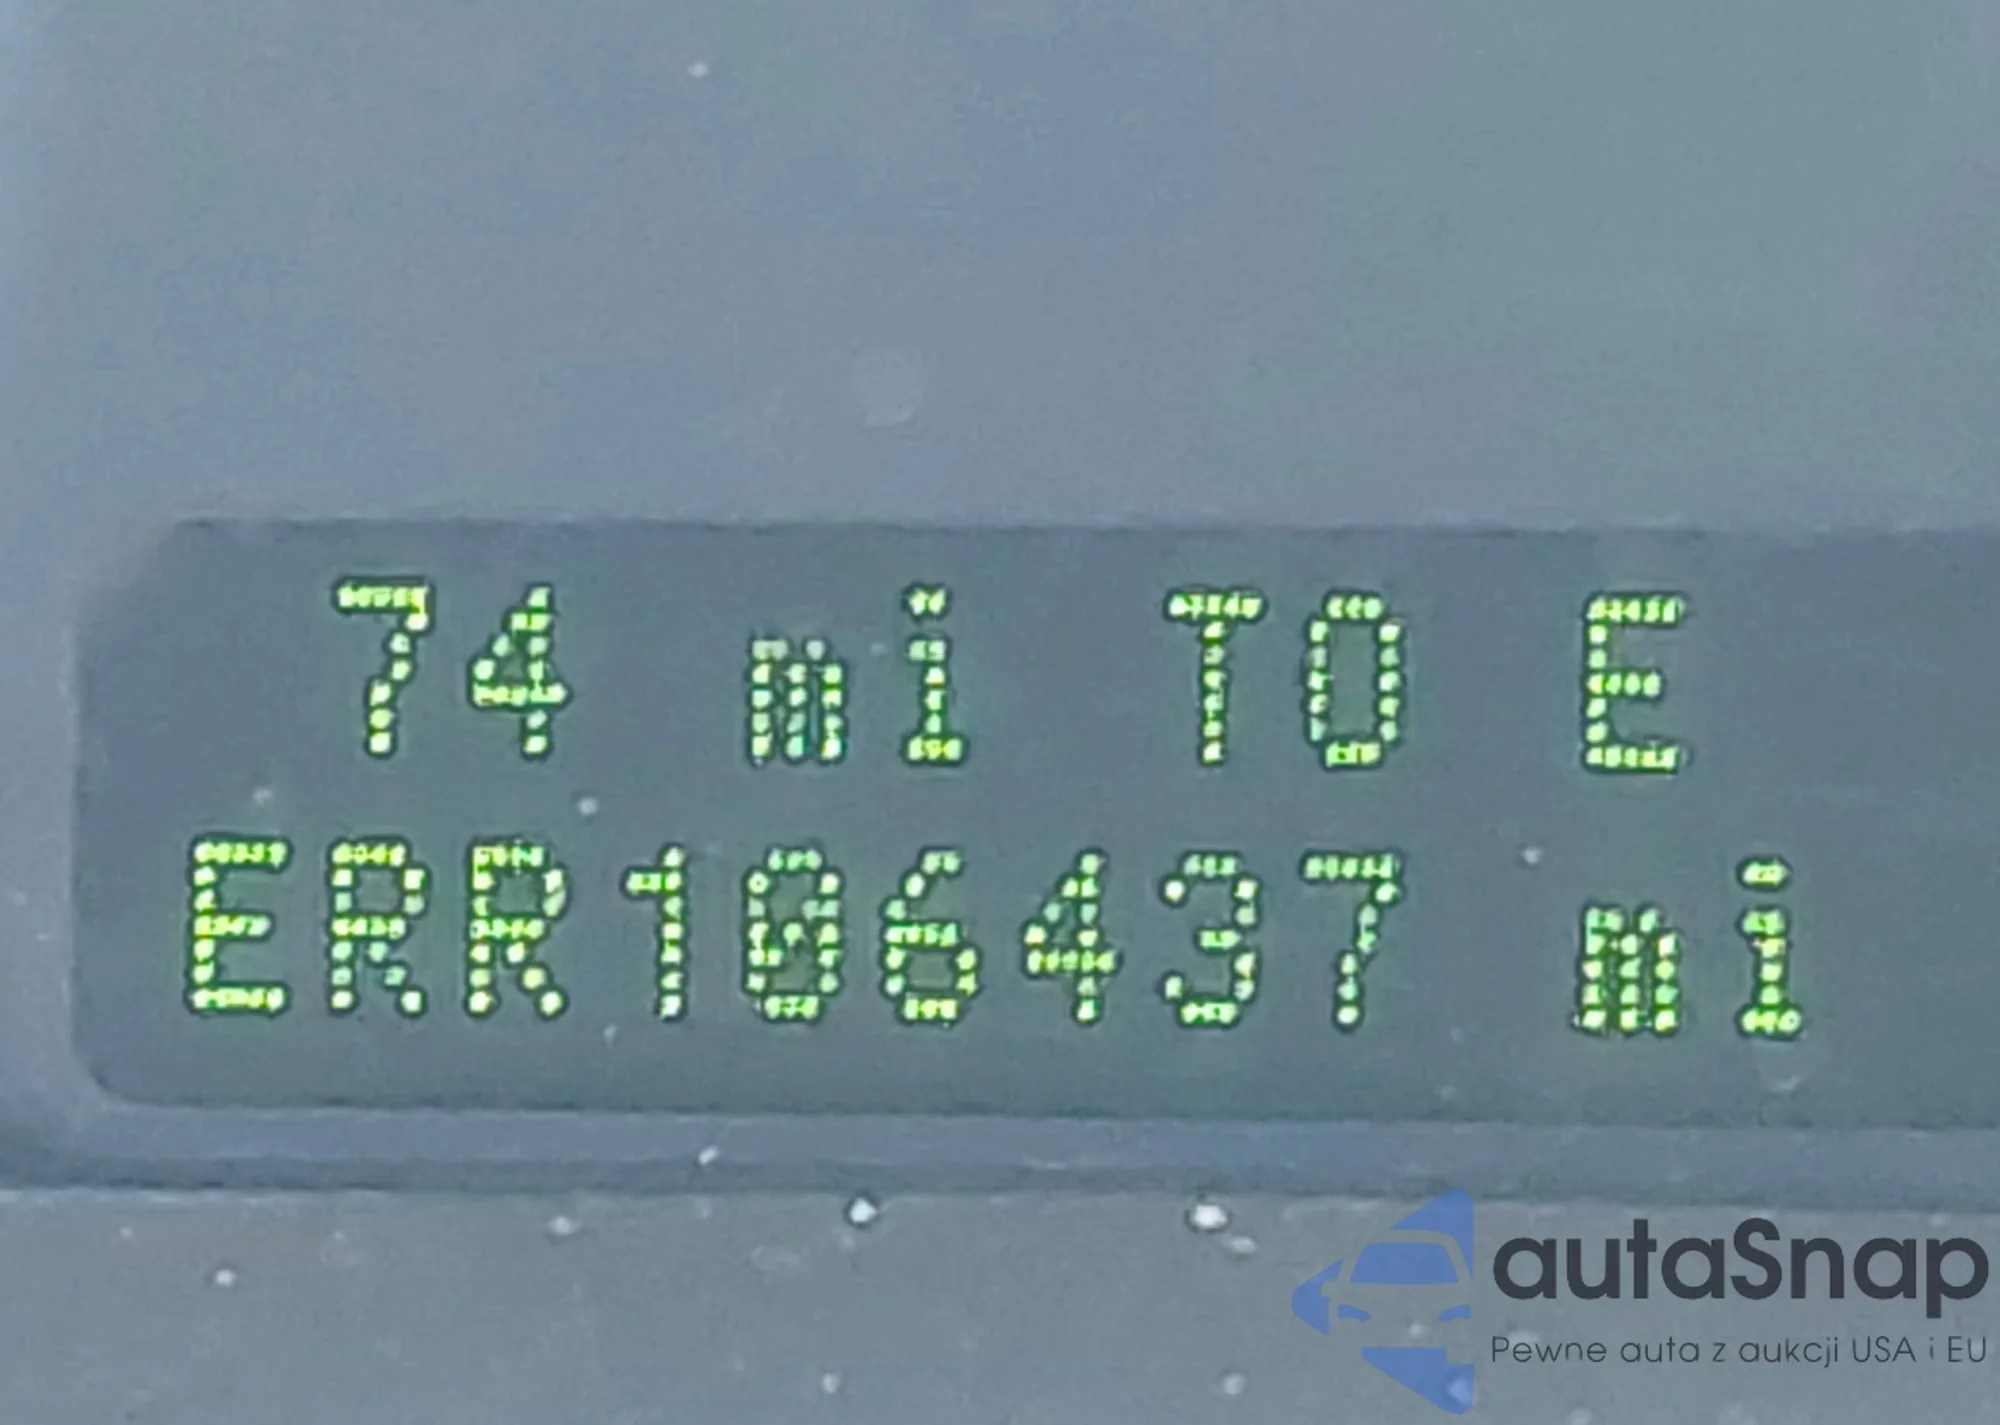 74 mi TO E
ERR106437 mi
autaSnap
Pewne auta z aukcji USA i EU